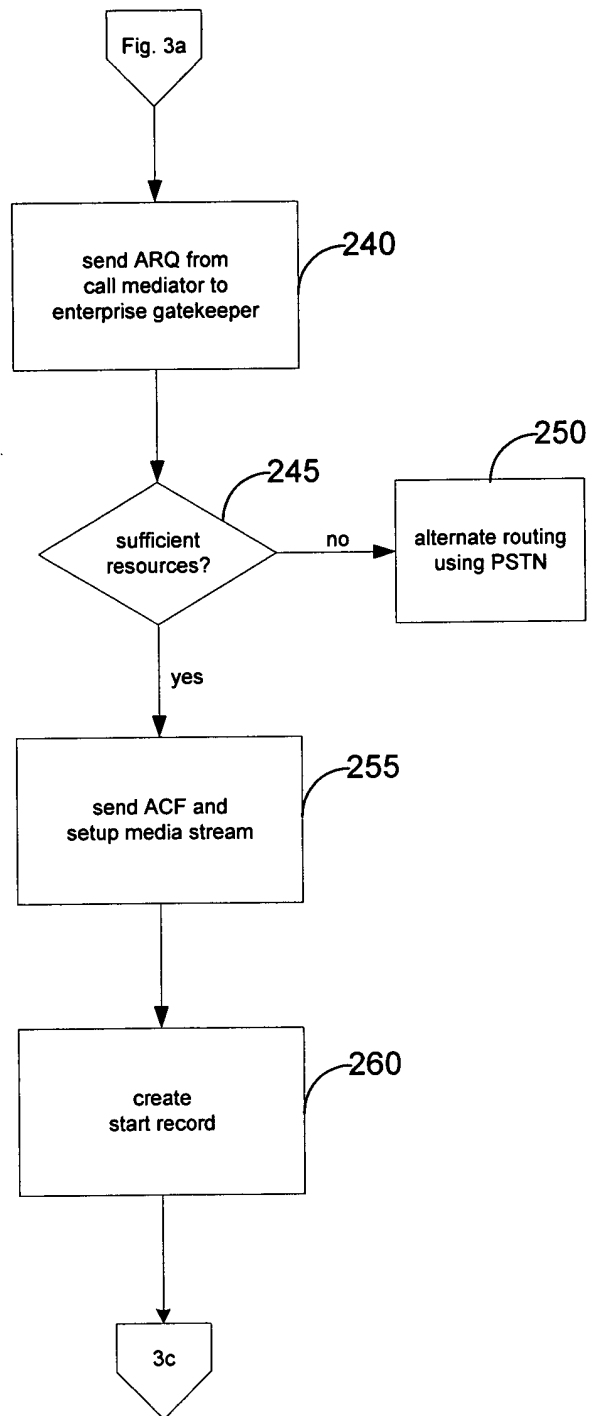 Fig. 3a
send ARQ from
call mediator to
enterprise gatekeeper
240
245
sufficient
resources?
no
250
alternate routing
using PSTN
yes
255
send ACF and
setup media stream
260
create
start record
3c